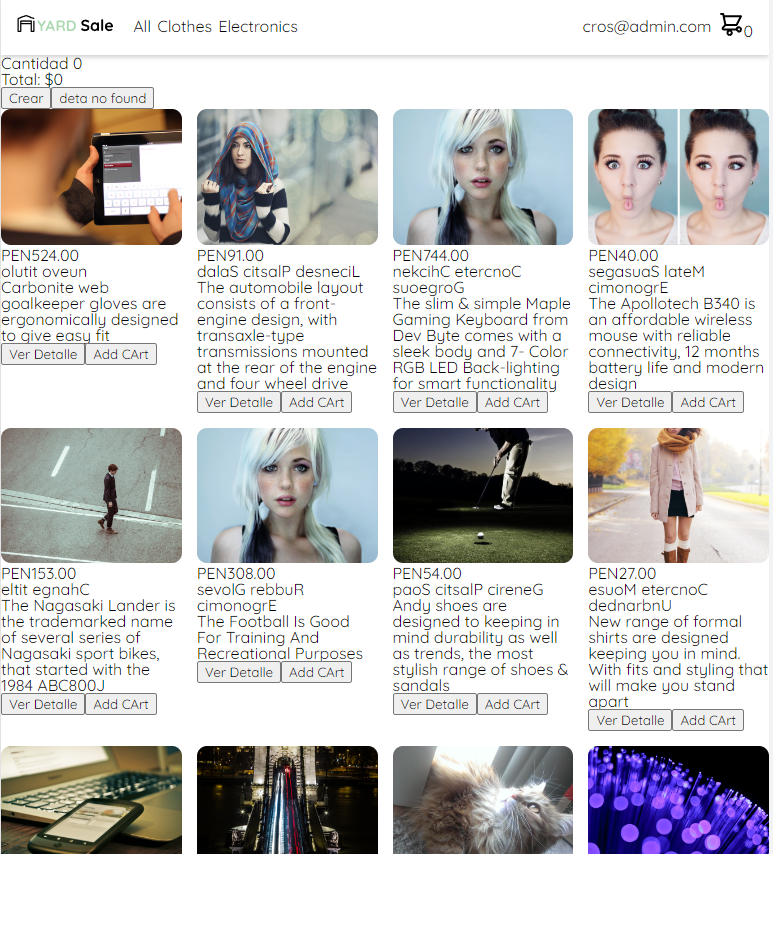 YARD Sale All Clothes Electronics cros@admin.com 0
Cantidad 0
Total: $0
Crear deta no found
PEN524.00
olutit oveun
Carbonite web
goalkeeper gloves are
ergonomically designed
to give easy fit
Ver Detalle Add CArt
PEN91.00
dalaS citsalP desneciL
The automobile layout
consists of a front-
engine design, with
transaxle-type
transmissions mounted
at the rear of the engine
and four wheel drive
Ver Detalle Add CArt
PEN744.00
nekcihC etercnoC
suoegroG
The slim & simple Maple
Gaming Keyboard from
Dev Byte comes with a
sleek body and 7- Color
RGB LED Back-lighting
for smart functionality
Ver Detalle Add CArt
PEN40.00
segasuaS lateM
cimonogrE
The Apollotech B340 is
an affordable wireless
mouse with reliable
connectivity, 12 months
battery life and modern
design
Ver Detalle Add CArt
PEN153.00
eltit egnahC
The Nagasaki Lander is
the trademarked name
of several series of
Nagasaki sport bikes,
that started with the
1984 ABC800J
Ver Detalle Add CArt
PEN308.00
sevolG rebbuR
cimonogrE
The Football Is Good
For Training And
Recreational Purposes
Ver Detalle Add CArt
PEN54.00
paoS citsalP cireneG
Andy shoes are
designed to keeping in
mind durability as well
as trends, the most
stylish range of shoes &
sandals
Ver Detalle Add CArt
PEN27.00
esuoM etercnoC
dednarbnU
New range of formal
shirts are designed
keeping you in mind.
With fits and styling that
will make you stand
apart
Ver Detalle Add CArt